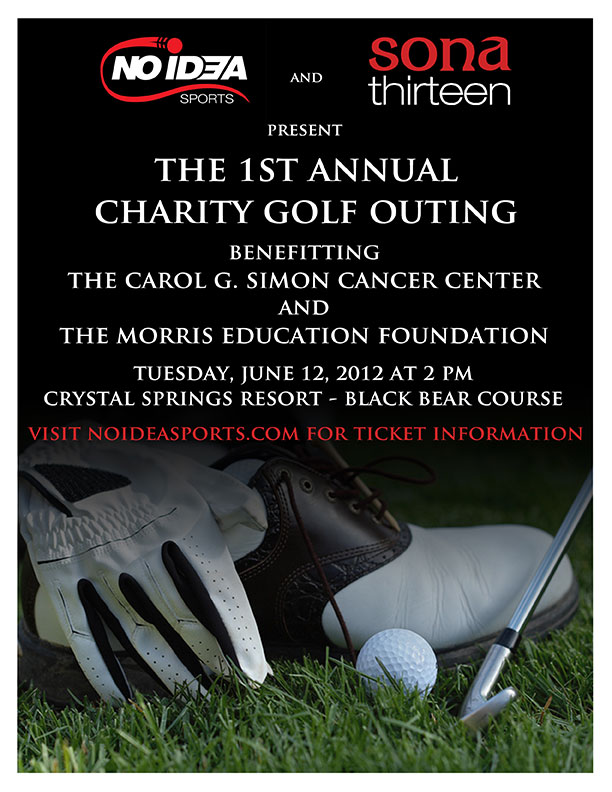 NO IDEA
SPORTS
AND
sona
thirteen
PRESENT
THE 1ST ANNUAL
CHARITY GOLF OUTING
BENEFITTING
THE CAROL G. SIMON CANCER CENTER
AND
THE MORRIS EDUCATION FOUNDATION
TUESDAY, JUNE 12, 2012 AT 2 PM
CRYSTAL SPRINGS RESORT - BLACK BEAR COURSE
VISIT NOIDEASPORTS.COM FOR TICKET INFORMATION